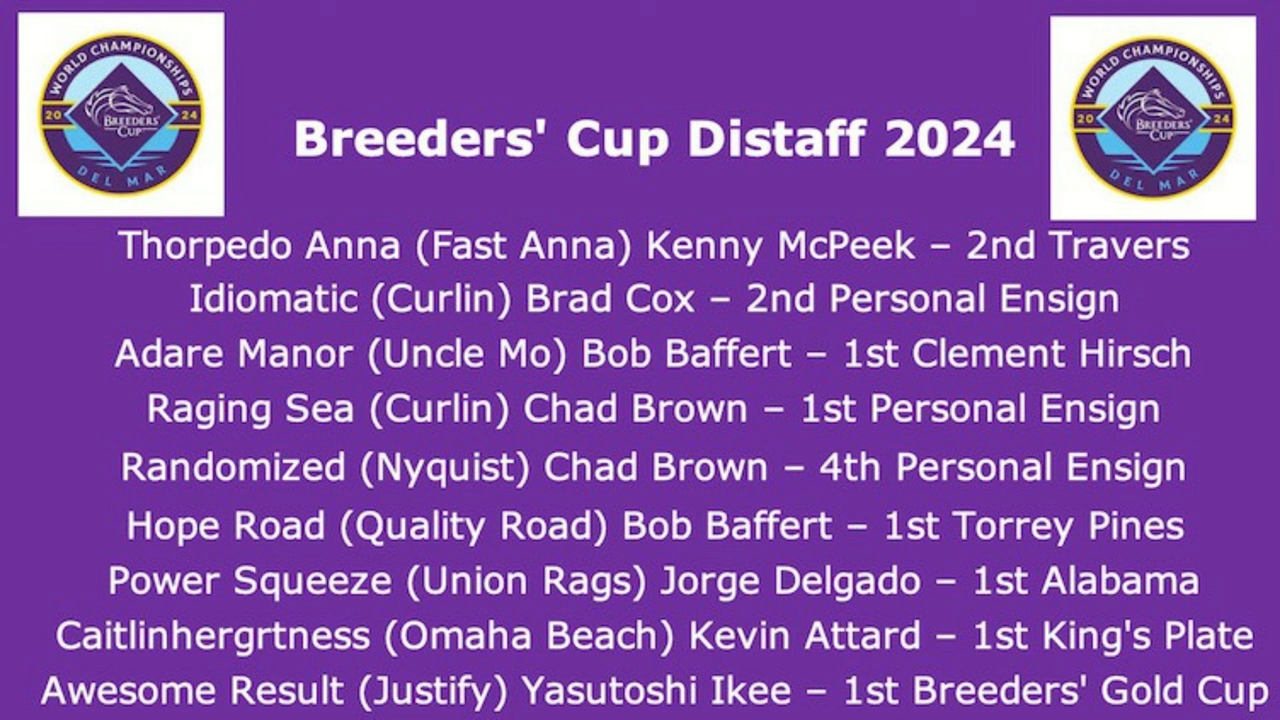 WORLD CHAMPIONSHIPS
20 24
BREEDERS'
CUP
DEL MAR
WORLD CHAMPIONSHIPS
20 24
BREEDERS'
CUP
DEL MAR
Breeders' Cup Distaff 2024
Thorpedo Anna (Fast Anna) Kenny McPeek – 2nd Travers
Idiomatic (Curlin) Brad Cox – 2nd Personal Ensign
Adare Manor (Uncle Mo) Bob Baffert – 1st Clement Hirsch
Raging Sea (Curlin) Chad Brown – 1st Personal Ensign
Randomized (Nyquist) Chad Brown – 4th Personal Ensign
Hope Road (Quality Road) Bob Baffert – 1st Torrey Pines
Power Squeeze (Union Rags) Jorge Delgado – 1st Alabama
Caitlinhergrtness (Omaha Beach) Kevin Attard – 1st King's Plate
Awesome Result (Justify) Yasutoshi Ikee – 1st Breeders' Gold Cup